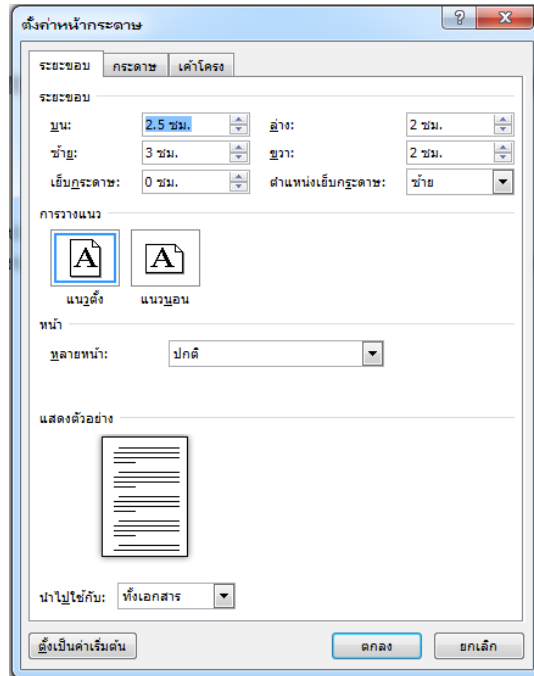 ตั้งค่าหน้ากระดาษ
ระยะขอบ กระดาษ เค้าโครง
ระยะขอบ
บน: 2.5 ซม. ล่าง: 2 ซม.
ซ้าย: 3 ซม. ขวา: 2 ซม.
เย็บกระดาษ: 0 ซม. ตำแหน่งเย็บกระดาษ: ซ้าย
การวางแนว
A A
แนวตั้ง แนวนอน
หน้า
หลายหน้า: ปกติ
แสดงตัวอย่าง
นำไปใช้กับ: ทั้งเอกสาร
ตั้งเป็นค่าเริ่มต้น ตกลง ยกเลิก